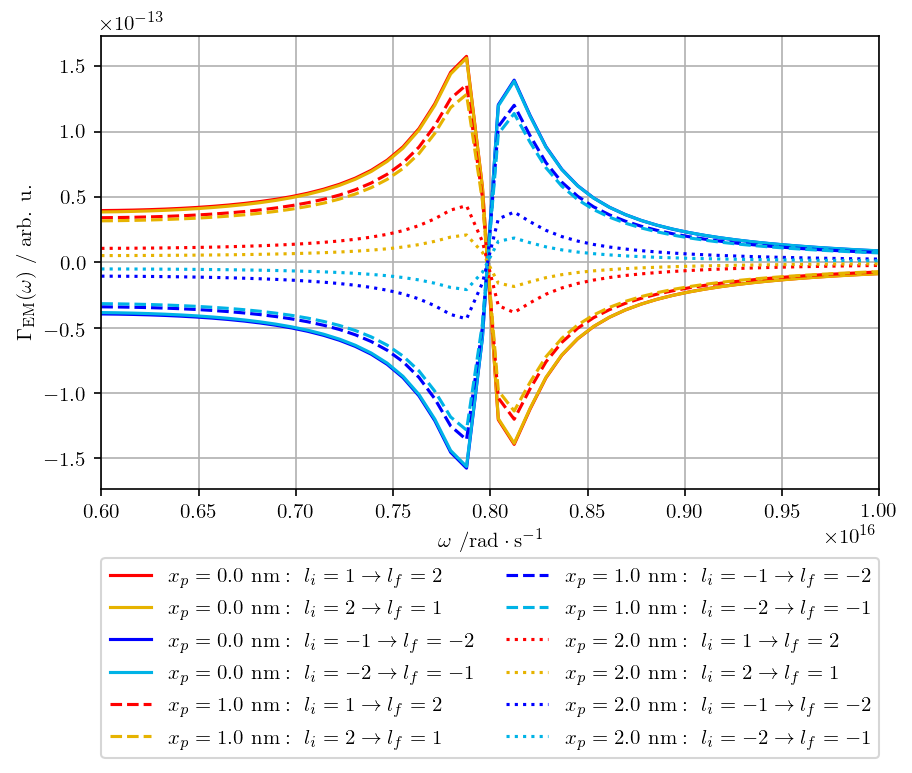 ×10⁻¹³
1.5
1.0
0.5
0.0
−0.5
−1.0
−1.5
Γ_EM(ω) / arb. u.
0.60 0.65 0.70 0.75 0.80 0.85 0.90 0.95 1.00
×10¹⁶
ω /rad · s⁻¹
x_p = 0.0 nm : l_i = 1 → l_f = 2
x_p = 0.0 nm : l_i = 2 → l_f = 1
x_p = 0.0 nm : l_i = −1 → l_f = −2
x_p = 0.0 nm : l_i = −2 → l_f = −1
x_p = 1.0 nm : l_i = 1 → l_f = 2
x_p = 1.0 nm : l_i = 2 → l_f = 1
x_p = 1.0 nm : l_i = −1 → l_f = −2
x_p = 1.0 nm : l_i = −2 → l_f = −1
x_p = 2.0 nm : l_i = 1 → l_f = 2
x_p = 2.0 nm : l_i = 2 → l_f = 1
x_p = 2.0 nm : l_i = −1 → l_f = −2
x_p = 2.0 nm : l_i = −2 → l_f = −1